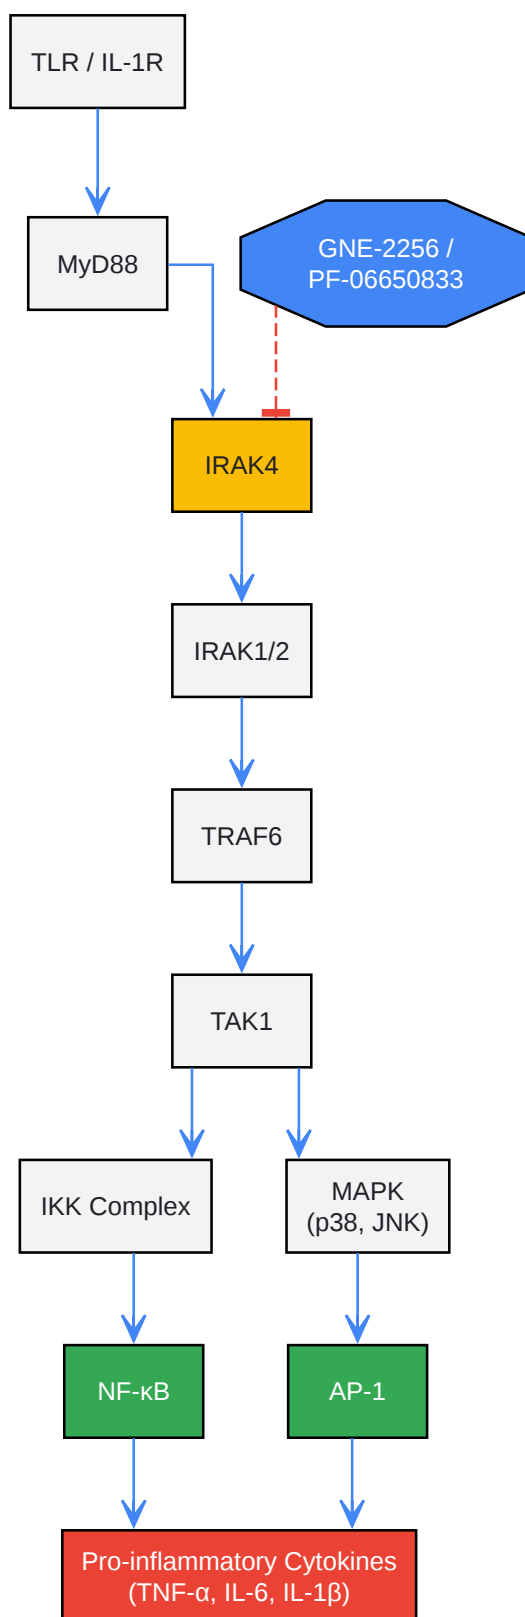 TLR / IL-1R
MyD88
GNE-2256 /
PF-06650833
IRAK4
IRAK1/2
TRAF6
TAK1
IKK Complex
MAPK
(p38, JNK)
NF-κB
AP-1
Pro-inflammatory Cytokines
(TNF-α, IL-6, IL-1β)